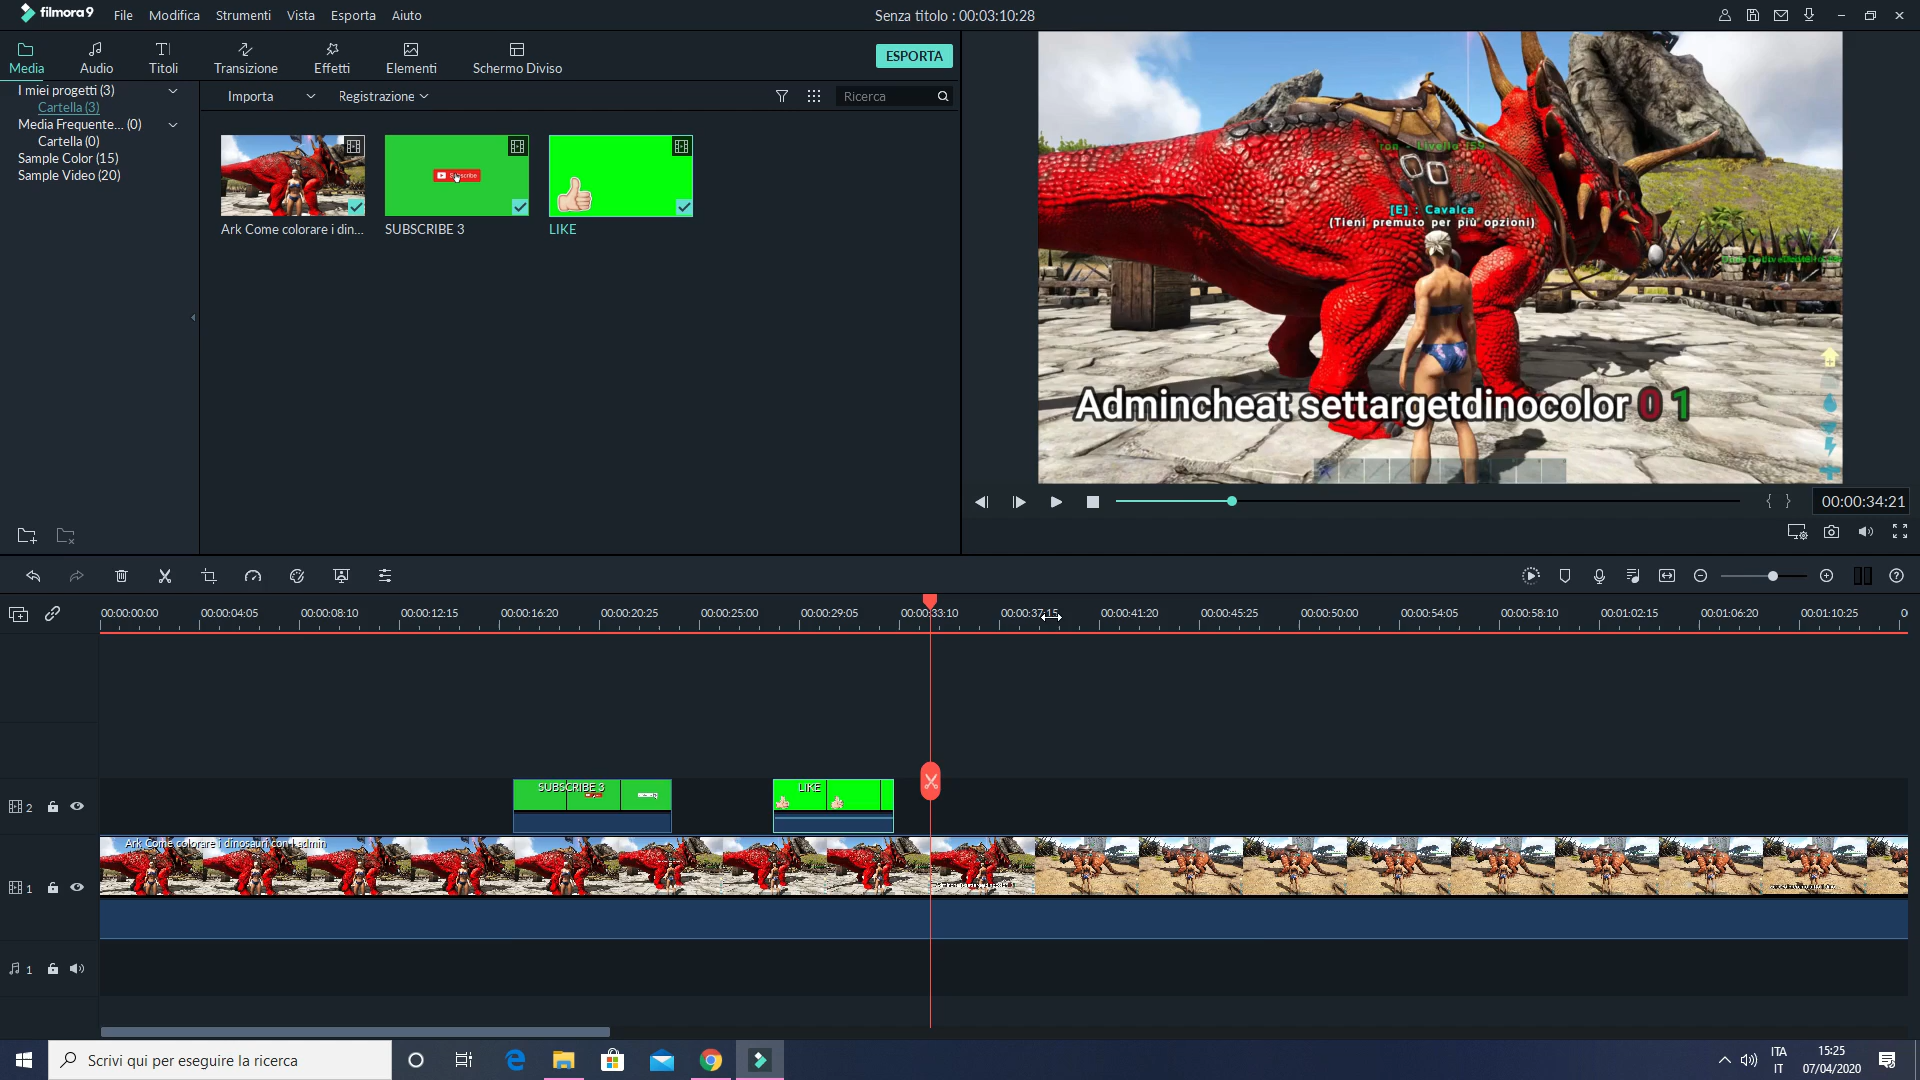 filmora9 File Modifica Strumenti Vista Esporta Aiuto
Senza titolo : 00:03:10:28
Media Audio Titoli Transizione Effetti Elementi Schermo Diviso
ESPORTA
I miei progetti (3)
Cartella (3)
Media Frequente... (0)
Cartella (0)
Sample Color (15)
Sample Video (20)
Importa Registrazione Ricerca
Subscribe
Ark Come colorare i din... SUBSCRIBE 3 LIKE
[E] : Cavalca
(Tieni premuto per più opzioni)
Admincheat settargetdinocolor 0 1
{ } 00:00:34:21
00:00:00:00 00:00:04:05 00:00:08:10 00:00:12:15 00:00:16:20 00:00:20:25 00:00:25:00 00:00:29:05 00:00:33:10 00:00:37:15 00:00:41:20 00:00:45:25 00:00:50:00 00:00:54:05 00:00:58:10 00:01:02:15 00:01:06:20 00:01:10:25
2
SUBSCRIBE 3
LIKE
1
Ark Come colorare i dinosauri con l admin
1
Scrivi qui per eseguire la ricerca
ITA
IT
15:25
07/04/2020